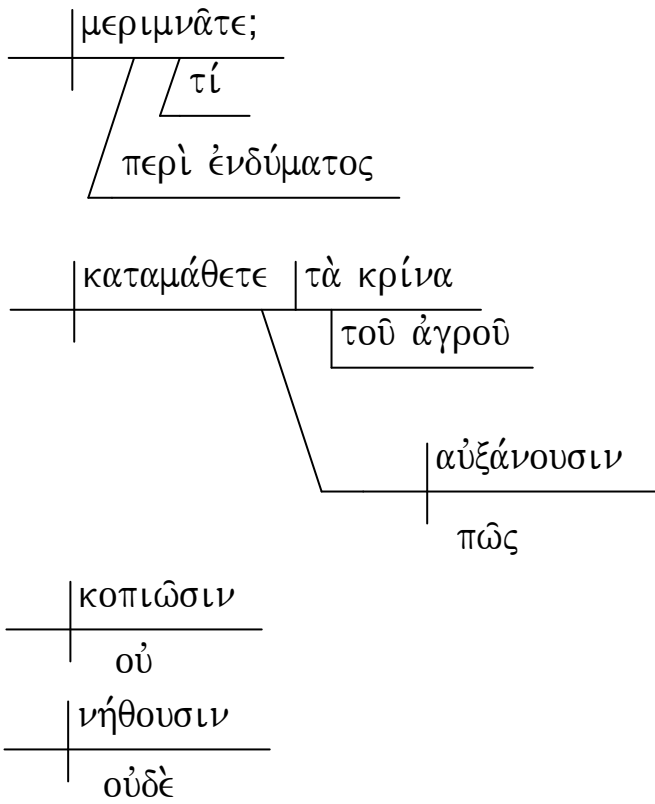 μεριμνᾶτε;
τί
περὶ ἐνδύματος
καταμάθετε τὰ κρίνα
τοῦ ἀγροῦ
αὐξάνουσιν
πῶς
κοπιῶσιν
οὐ
νήθουσιν
οὐδὲ